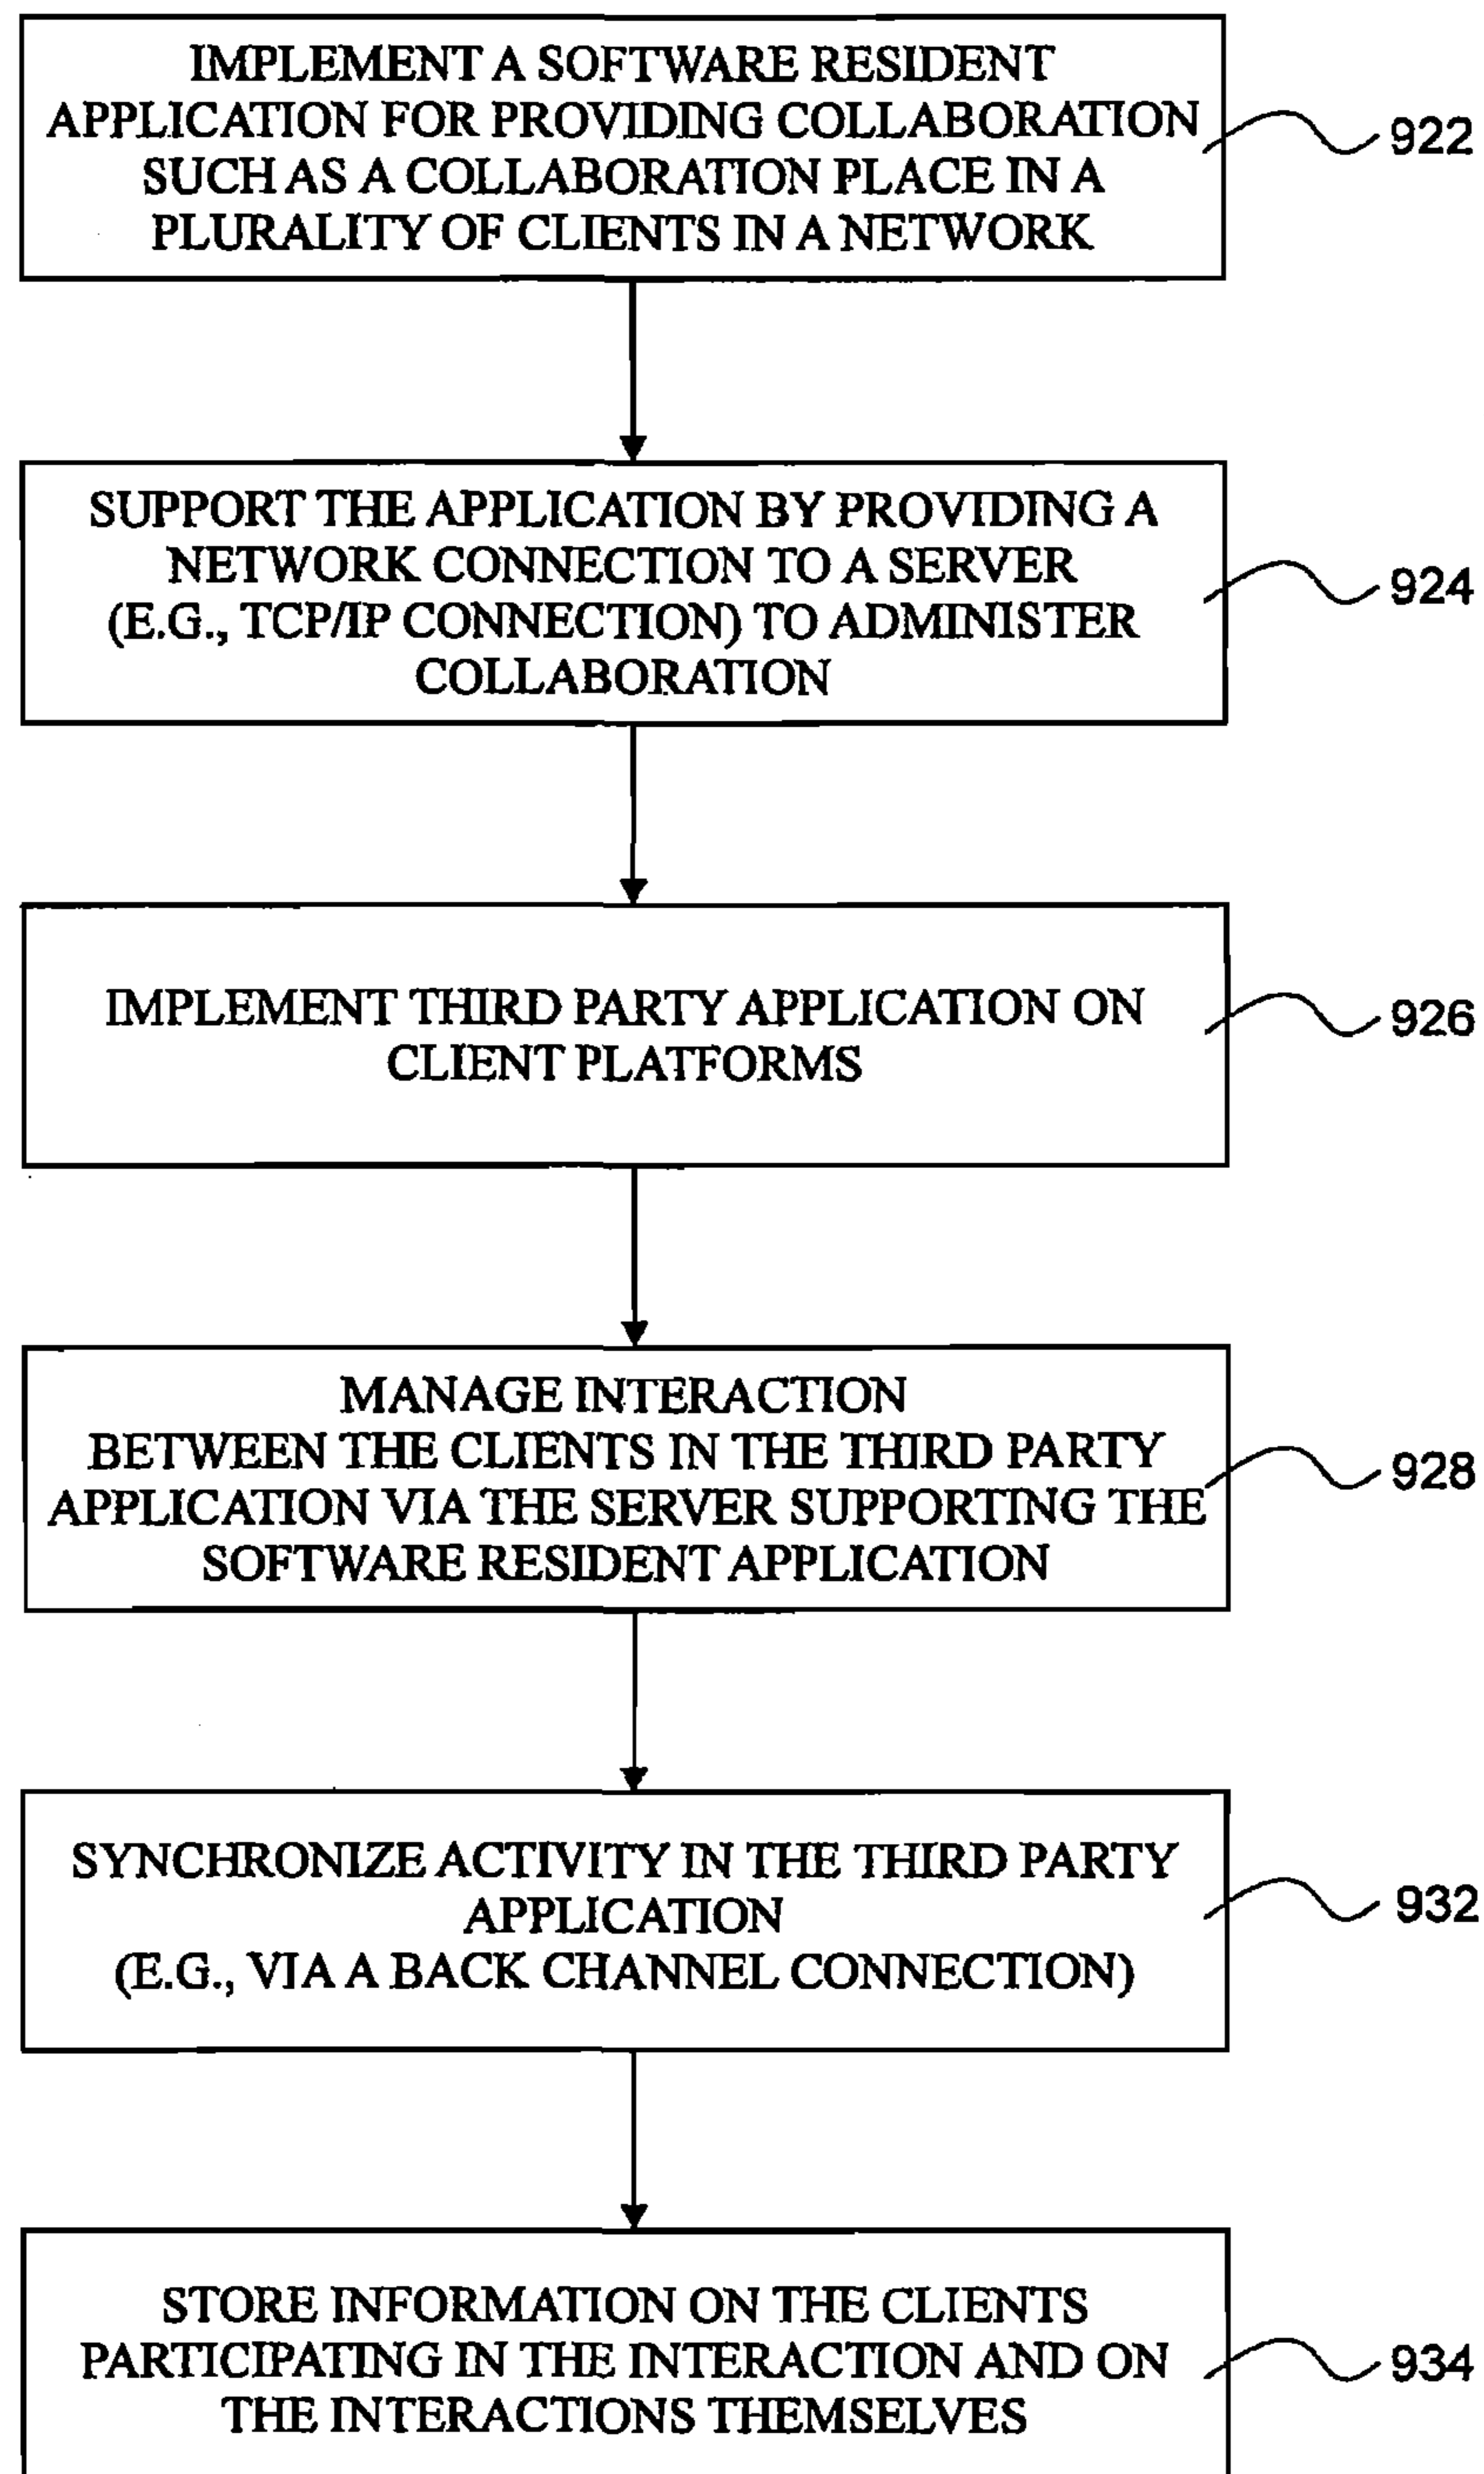 IMPLEMENT A SOFTWARE RESIDENT
APPLICATION FOR PROVIDING COLLABORATION
SUCH AS A COLLABORATION PLACE IN A
PLURALITY OF CLIENTS IN A NETWORK
922
SUPPORT THE APPLICATION BY PROVIDING A
NETWORK CONNECTION TO A SERVER
(E.G., TCP/IP CONNECTION) TO ADMINISTER
COLLABORATION
924
IMPLEMENT THIRD PARTY APPLICATION ON
CLIENT PLATFORMS
926
MANAGE INTERACTION
BETWEEN THE CLIENTS IN THE THIRD PARTY
APPLICATION VIA THE SERVER SUPPORTING THE
SOFTWARE RESIDENT APPLICATION
928
SYNCHRONIZE ACTIVITY IN THE THIRD PARTY
APPLICATION
(E.G., VIA A BACK CHANNEL CONNECTION)
932
STORE INFORMATION ON THE CLIENTS
PARTICIPATING IN THE INTERACTION AND ON
THE INTERACTIONS THEMSELVES
934